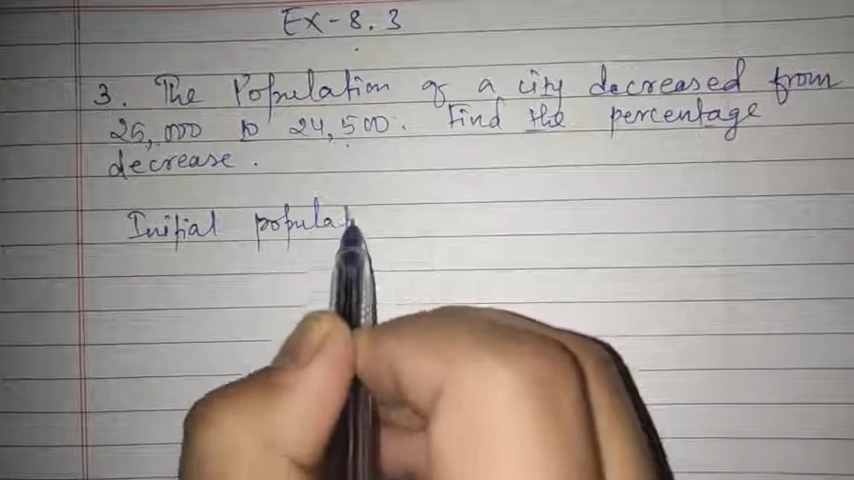 Ex-8.3
3. The Population of a city decreased from
25,000 to 24,500. Find the percentage
decrease.
Initial populat